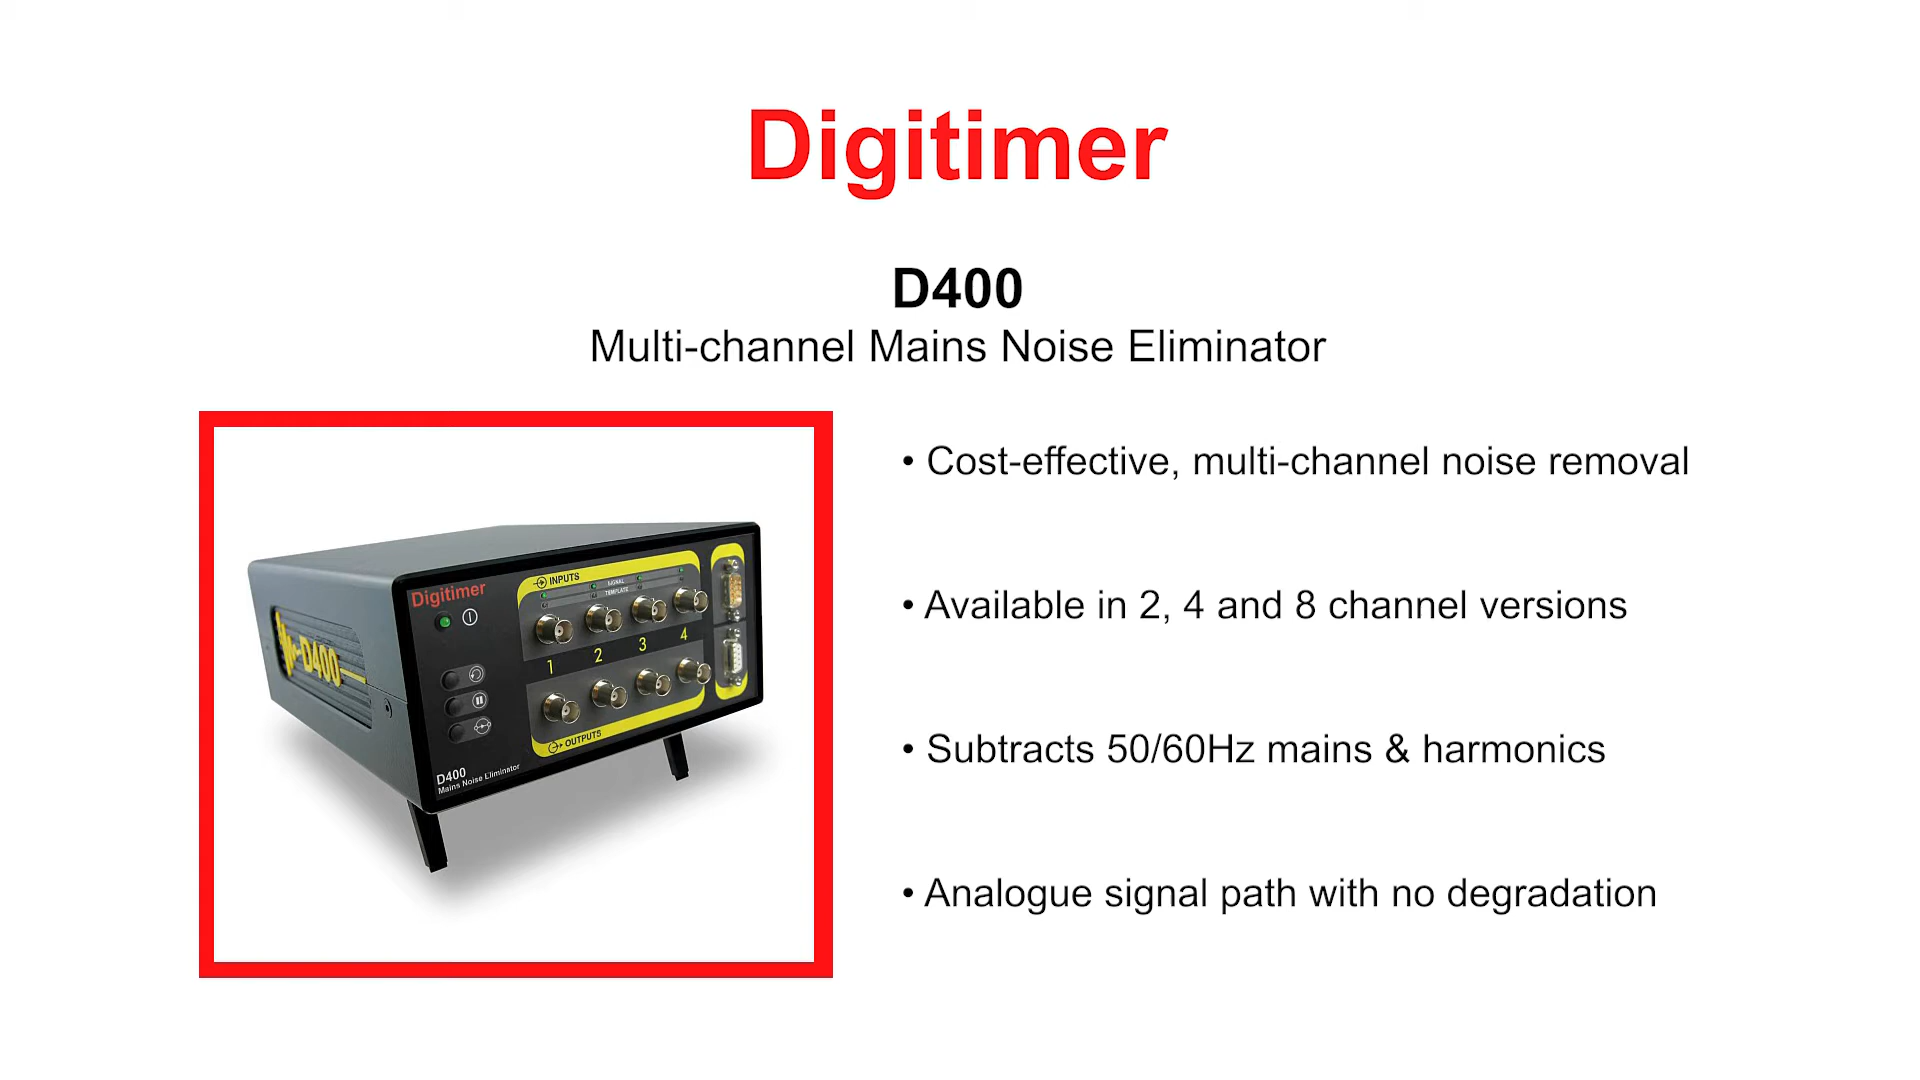 Digitimer
D400
Multi-channel Mains Noise Eliminator
• Cost-effective, multi-channel noise removal
• Available in 2, 4 and 8 channel versions
• Subtracts 50/60Hz mains & harmonics
• Analogue signal path with no degradation
Digitimer
INPUTS
SIGNAL
TEMPLATE
1 2 3 4
OUTPUTS
D400
Mains Noise Eliminator
D400